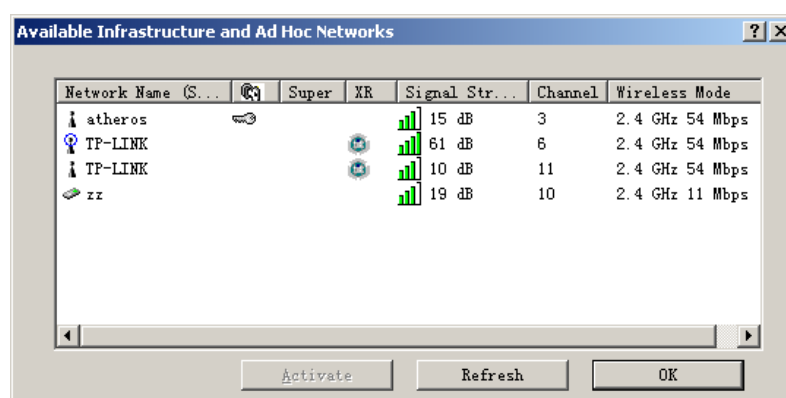 Available Infrastructure and Ad Hoc Networks
Network Name (S... Super XR Signal Str... Channel Wireless Mode
atheros 15 dB 3 2.4 GHz 54 Mbps
TP-LINK 61 dB 6 2.4 GHz 54 Mbps
TP-LINK 10 dB 11 2.4 GHz 54 Mbps
zz 19 dB 10 2.4 GHz 11 Mbps
Activate Refresh OK